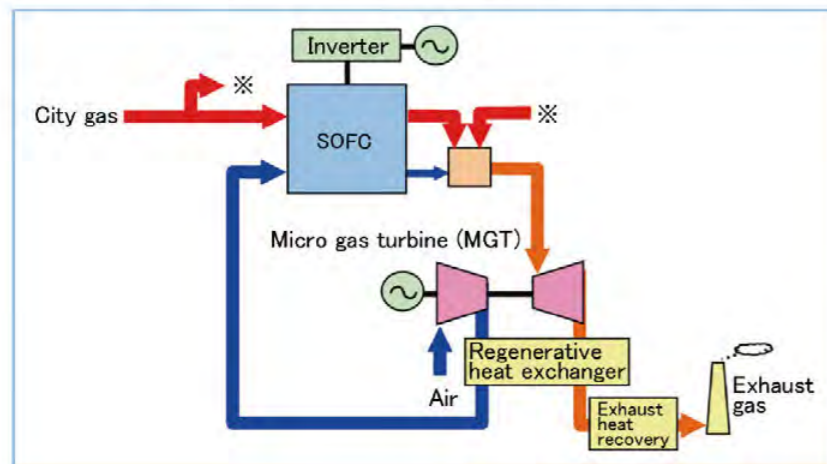 Inverter
※
City gas
※
SOFC
Micro gas turbine (MGT)
Regenerative
heat exchanger
Air
Exhaust
gas
Exhaust
heat
recovery